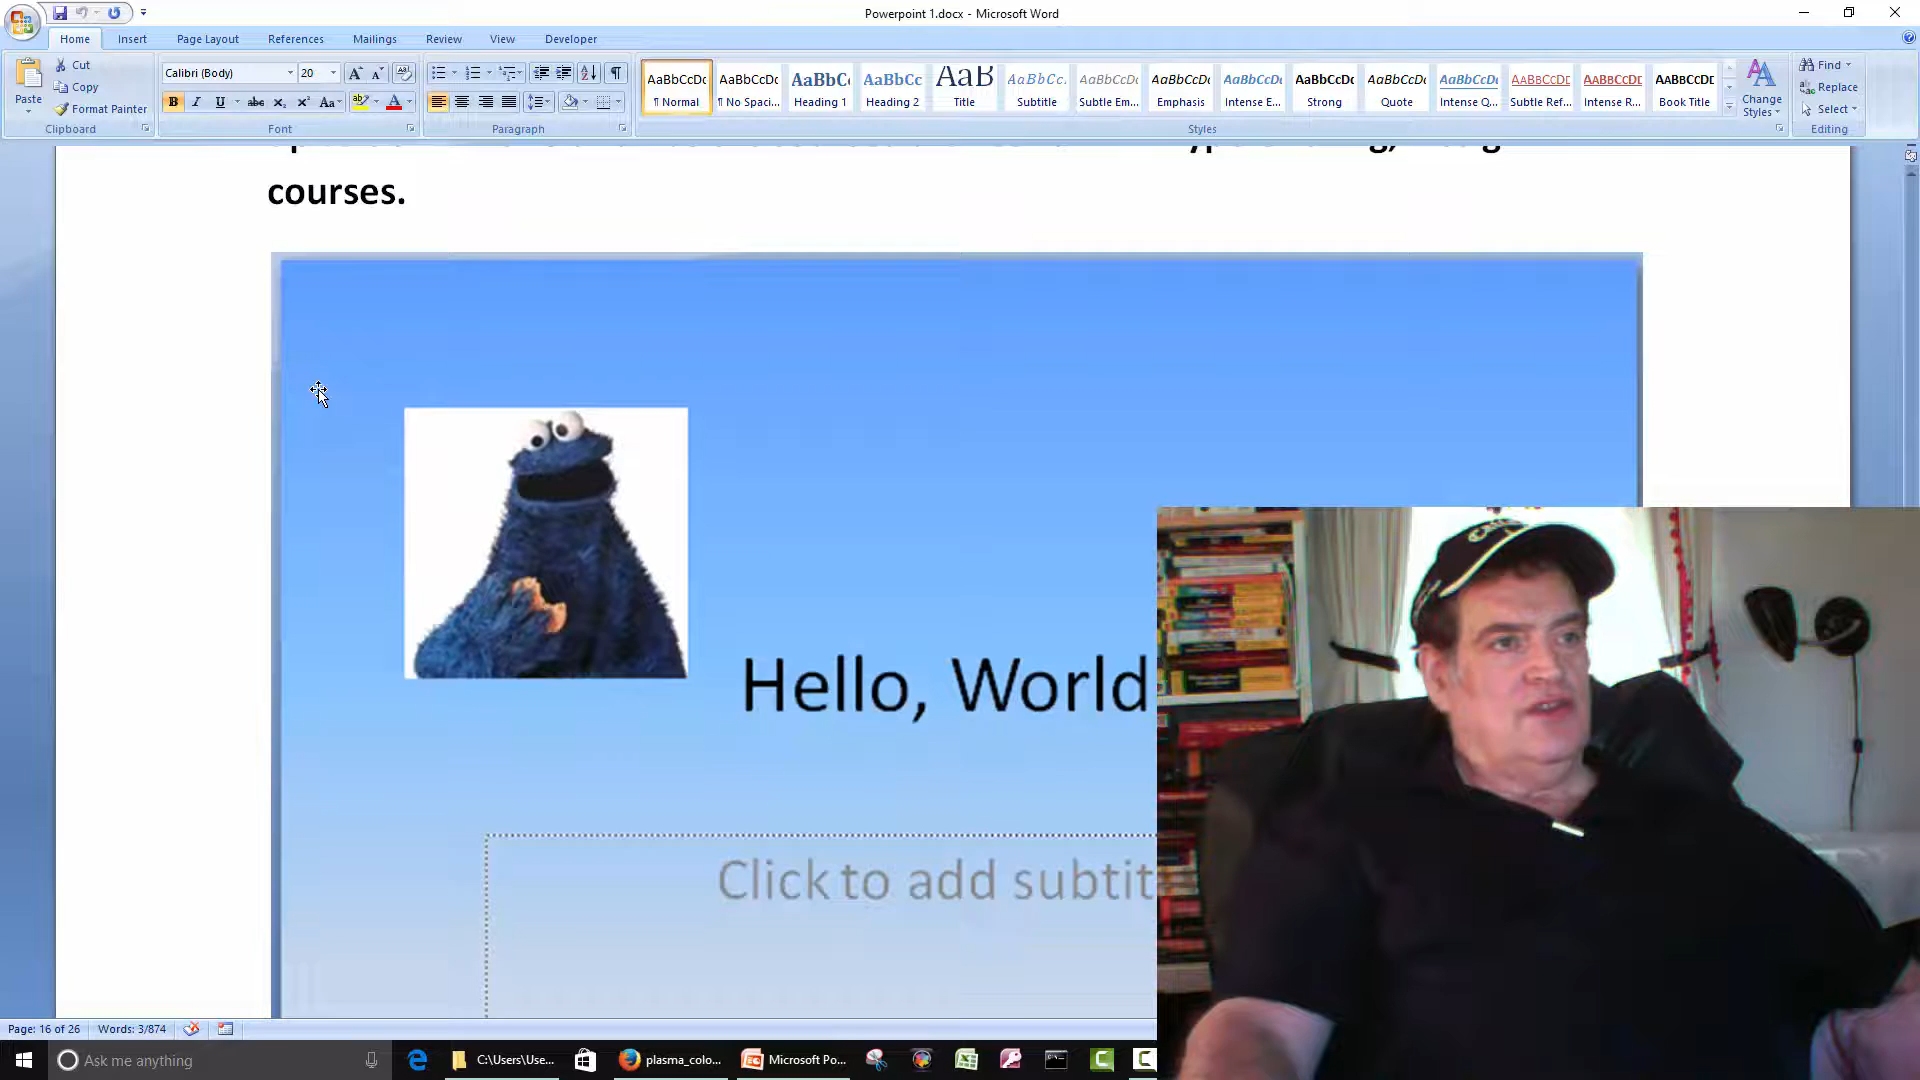 Powerpoint 1.docx - Microsoft Word
Home Insert Page Layout References Mailings Review View Developer
Paste
Cut
Copy
Format Painter
Clipboard
Calibri (Body) 20
Font
Paragraph
AaBbCcDc ¶ Normal
AaBbCcDc ¶ No Spaci...
AaBbC Heading 1
AaBbCc Heading 2
AaB Title
AaBbCc. Subtitle
AaBbCcDc Subtle Em...
AaBbCcDc Emphasis
AaBbCcDc Intense E...
AaBbCcDc Strong
AaBbCcDc Quote
AaBbCcDc Intense Q...
AABBCCDE Subtle Ref...
AABBCCDE Intense R...
AABBCCDE Book Title
Styles
Change Styles
Find
Replace
Select
Editing
courses.
Hello, World
Click to add subtit
Page: 16 of 26 Words: 3/874
Ask me anything
C:\Users\Use...
plasma_colo...
Microsoft Po...